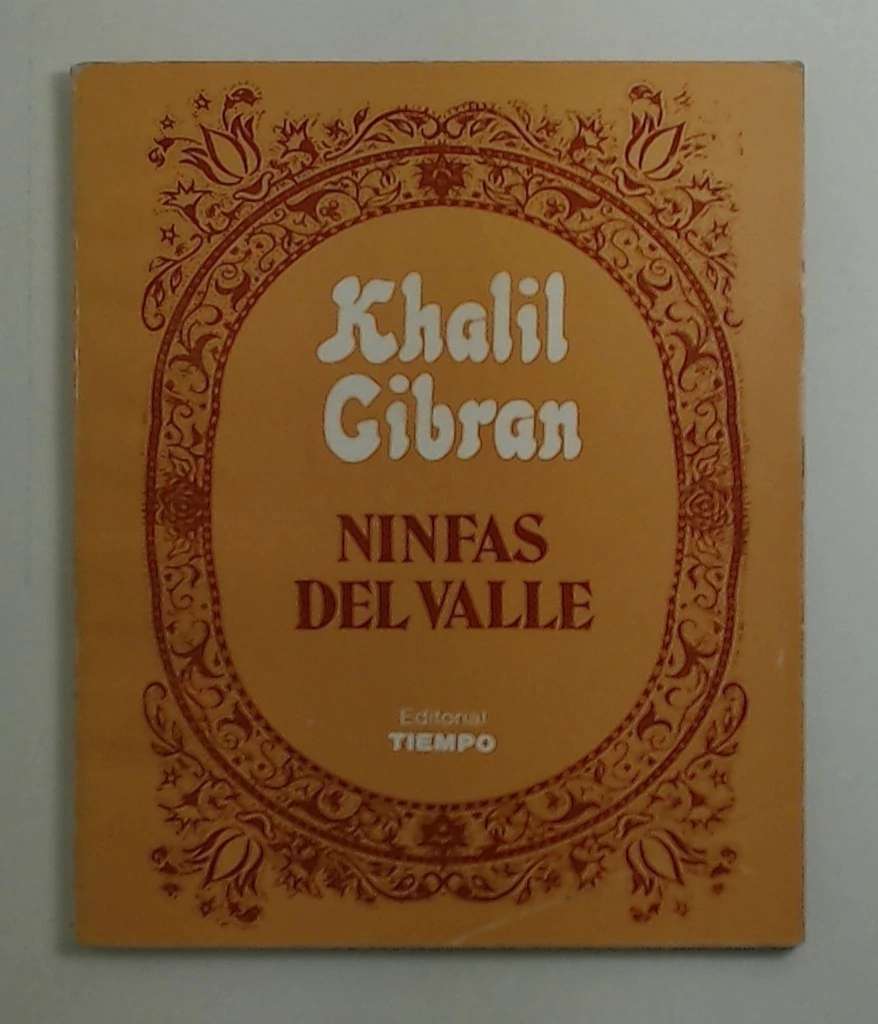 Khalil
Gibran
NINFAS
DEL VALLE
Editorial
TIEMPO